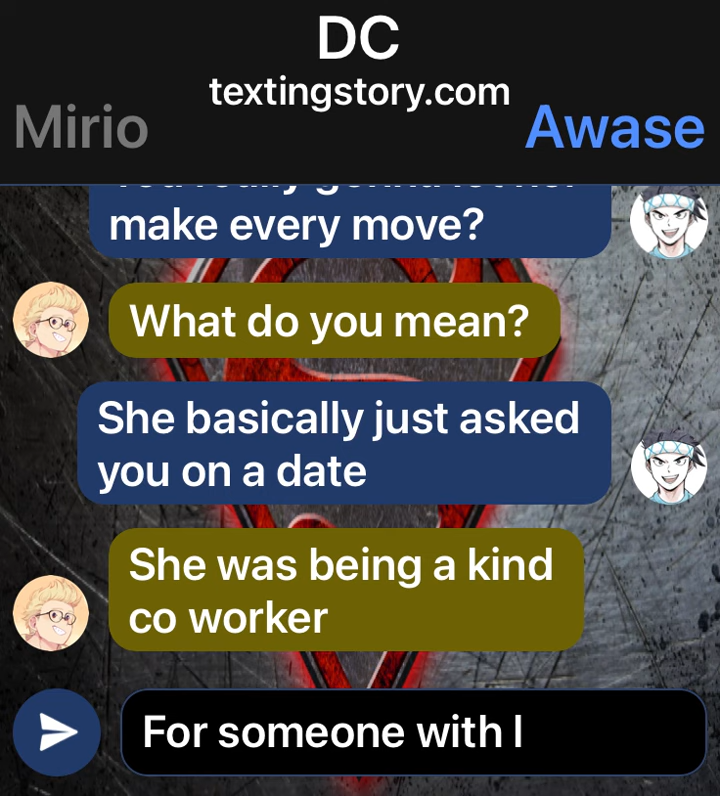 DC
textingstory.com
Mirio
Awase
make every move?
What do you mean?
She basically just asked
you on a date
She was being a kind
co worker
For someone with l